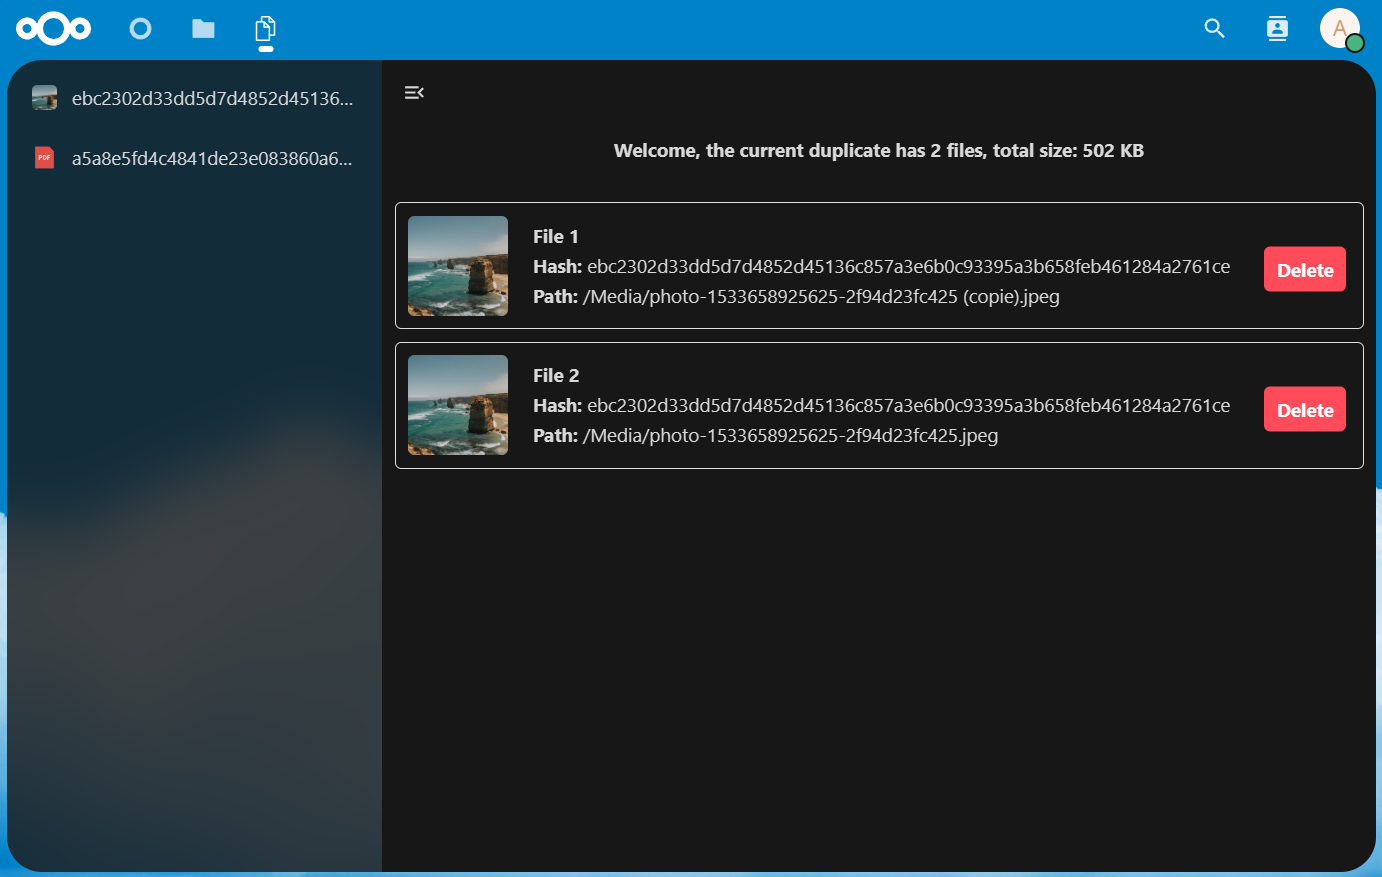 A
ebc2302d33dd5d7d4852d45136...
a5a8e5fd4c4841de23e083860a6...
PDF
Welcome, the current duplicate has 2 files, total size: 502 KB
File 1
Hash: ebc2302d33dd5d7d4852d45136c857a3e6b0c93395a3b658feb461284a2761ce
Path: /Media/photo-1533658925625-2f94d23fc425 (copie).jpeg
Delete
File 2
Hash: ebc2302d33dd5d7d4852d45136c857a3e6b0c93395a3b658feb461284a2761ce
Path: /Media/photo-1533658925625-2f94d23fc425.jpeg
Delete